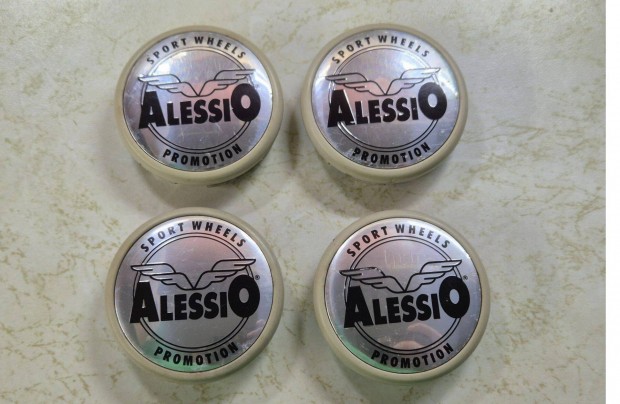 SPORT WHEELS
ALESSIO
PROMOTION
SPORT WHEELS
ALESSIO
PROMOTION
SPORT WHEELS
ALESSIO®
PROMOTION
SPORT WHEELS
ALESSIO®
PROMOTION